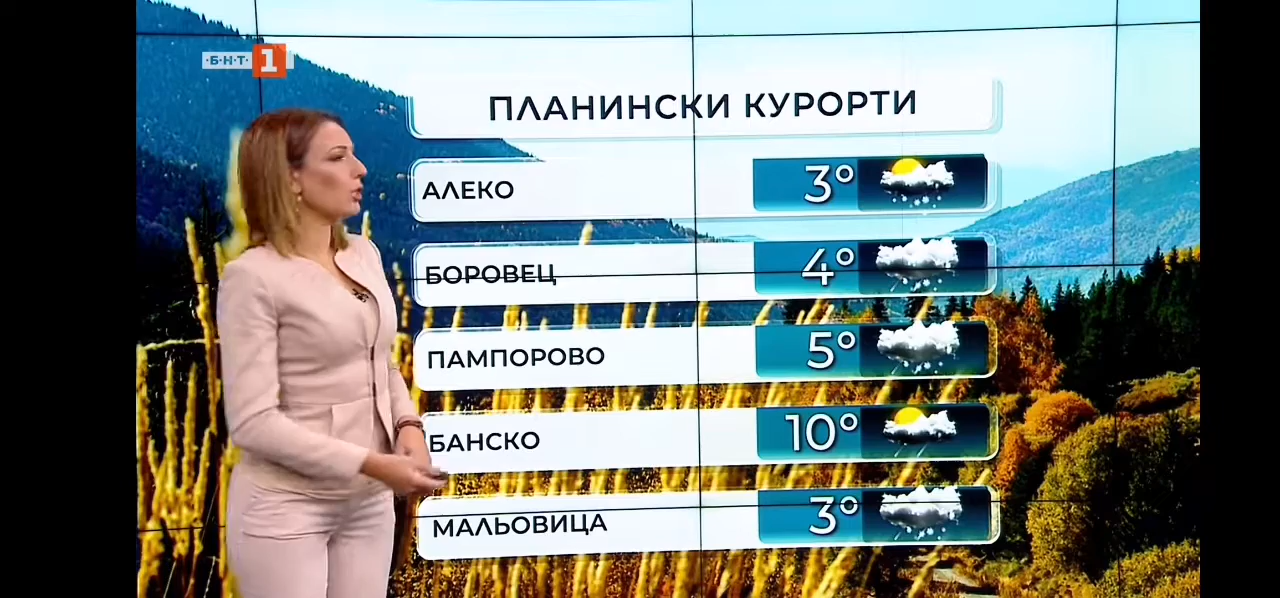 ·БНТ· 1
ПЛАНИНСКИ КУРОРТИ
АЛЕКО 3°
БОРОВЕЦ 4°
ПАМПОРОВО 5°
БАНСКО 10°
МАЛЬОВИЦА 3°